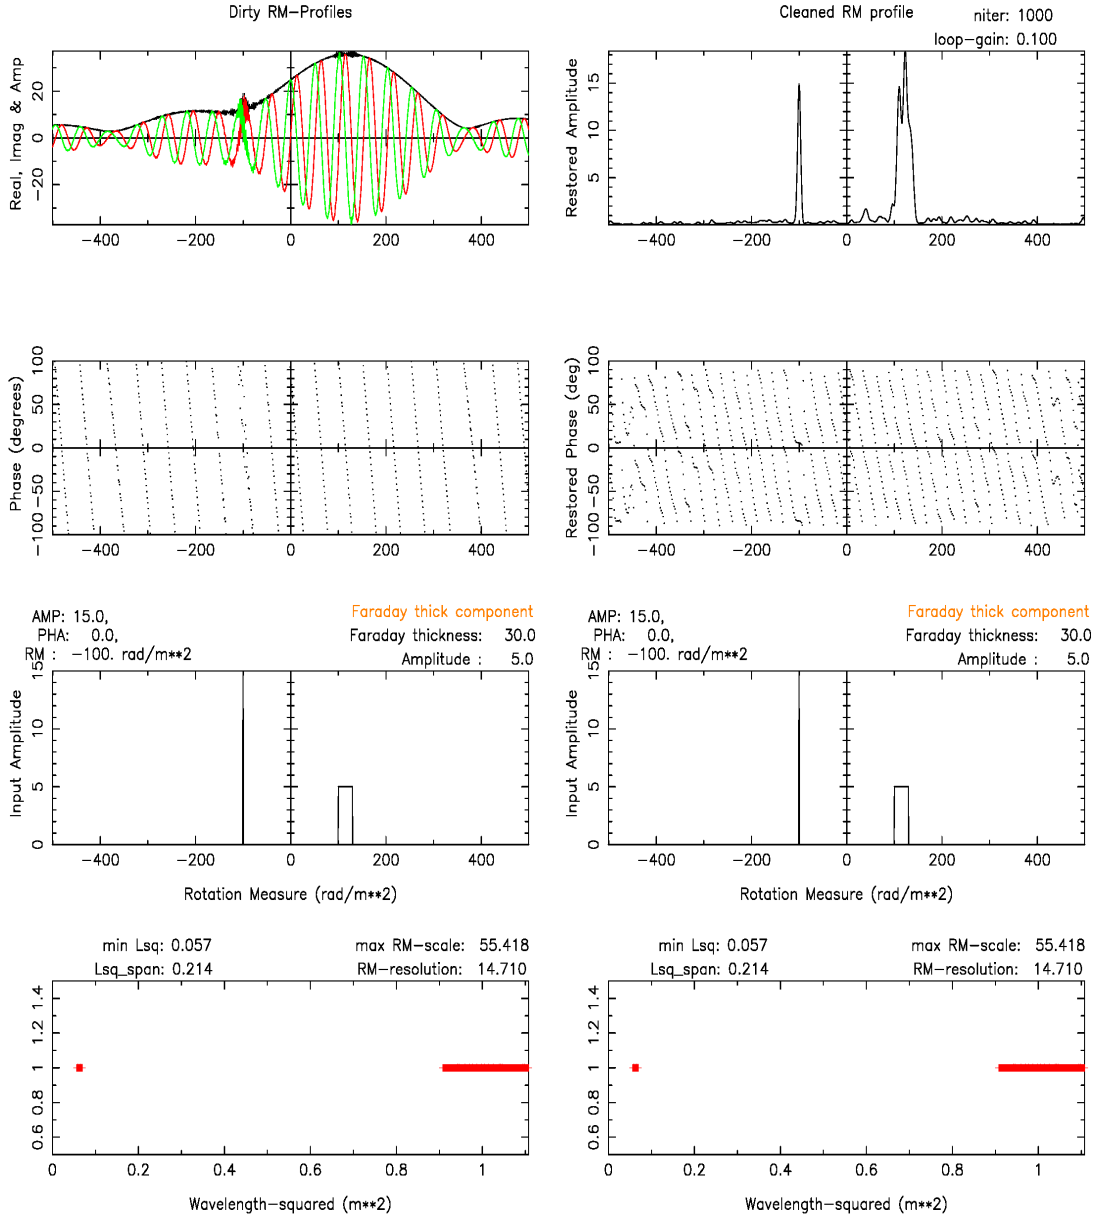 Dirty RM-Profiles
Cleaned RM profile
niter: 1000
loop-gain: 0.100
Real, Imag & Amp
20
0
-20
-400 -200 0 200 400
Restored Amplitude
15
10
5
-400 -200 0 200 400
Phase (degrees)
100
50
0
-50
-100
-400 -200 0 200 400
Restored Phase (deg)
100
50
0
-50
-100
-400 -200 0 200 400
AMP: 15.0,
PHA: 0.0,
RM : -100. rad/m**2
Faraday thick component
Faraday thickness: 30.0
Amplitude : 5.0
Input Amplitude
15
10
5
0
-400 -200 0 200 400
Rotation Measure (rad/m**2)
AMP: 15.0,
PHA: 0.0,
RM : -100. rad/m**2
Faraday thick component
Faraday thickness: 30.0
Amplitude : 5.0
Input Amplitude
15
10
5
0
-400 -200 0 200 400
Rotation Measure (rad/m**2)
min Lsq: 0.057
Lsq_span: 0.214
max RM-scale: 55.418
RM-resolution: 14.710
1.4
1.2
1
0.8
0.6
0 0.2 0.4 0.6 0.8 1
Wavelength-squared (m**2)
min Lsq: 0.057
Lsq_span: 0.214
max RM-scale: 55.418
RM-resolution: 14.710
1.4
1.2
1
0.8
0.6
0 0.2 0.4 0.6 0.8 1
Wavelength-squared (m**2)